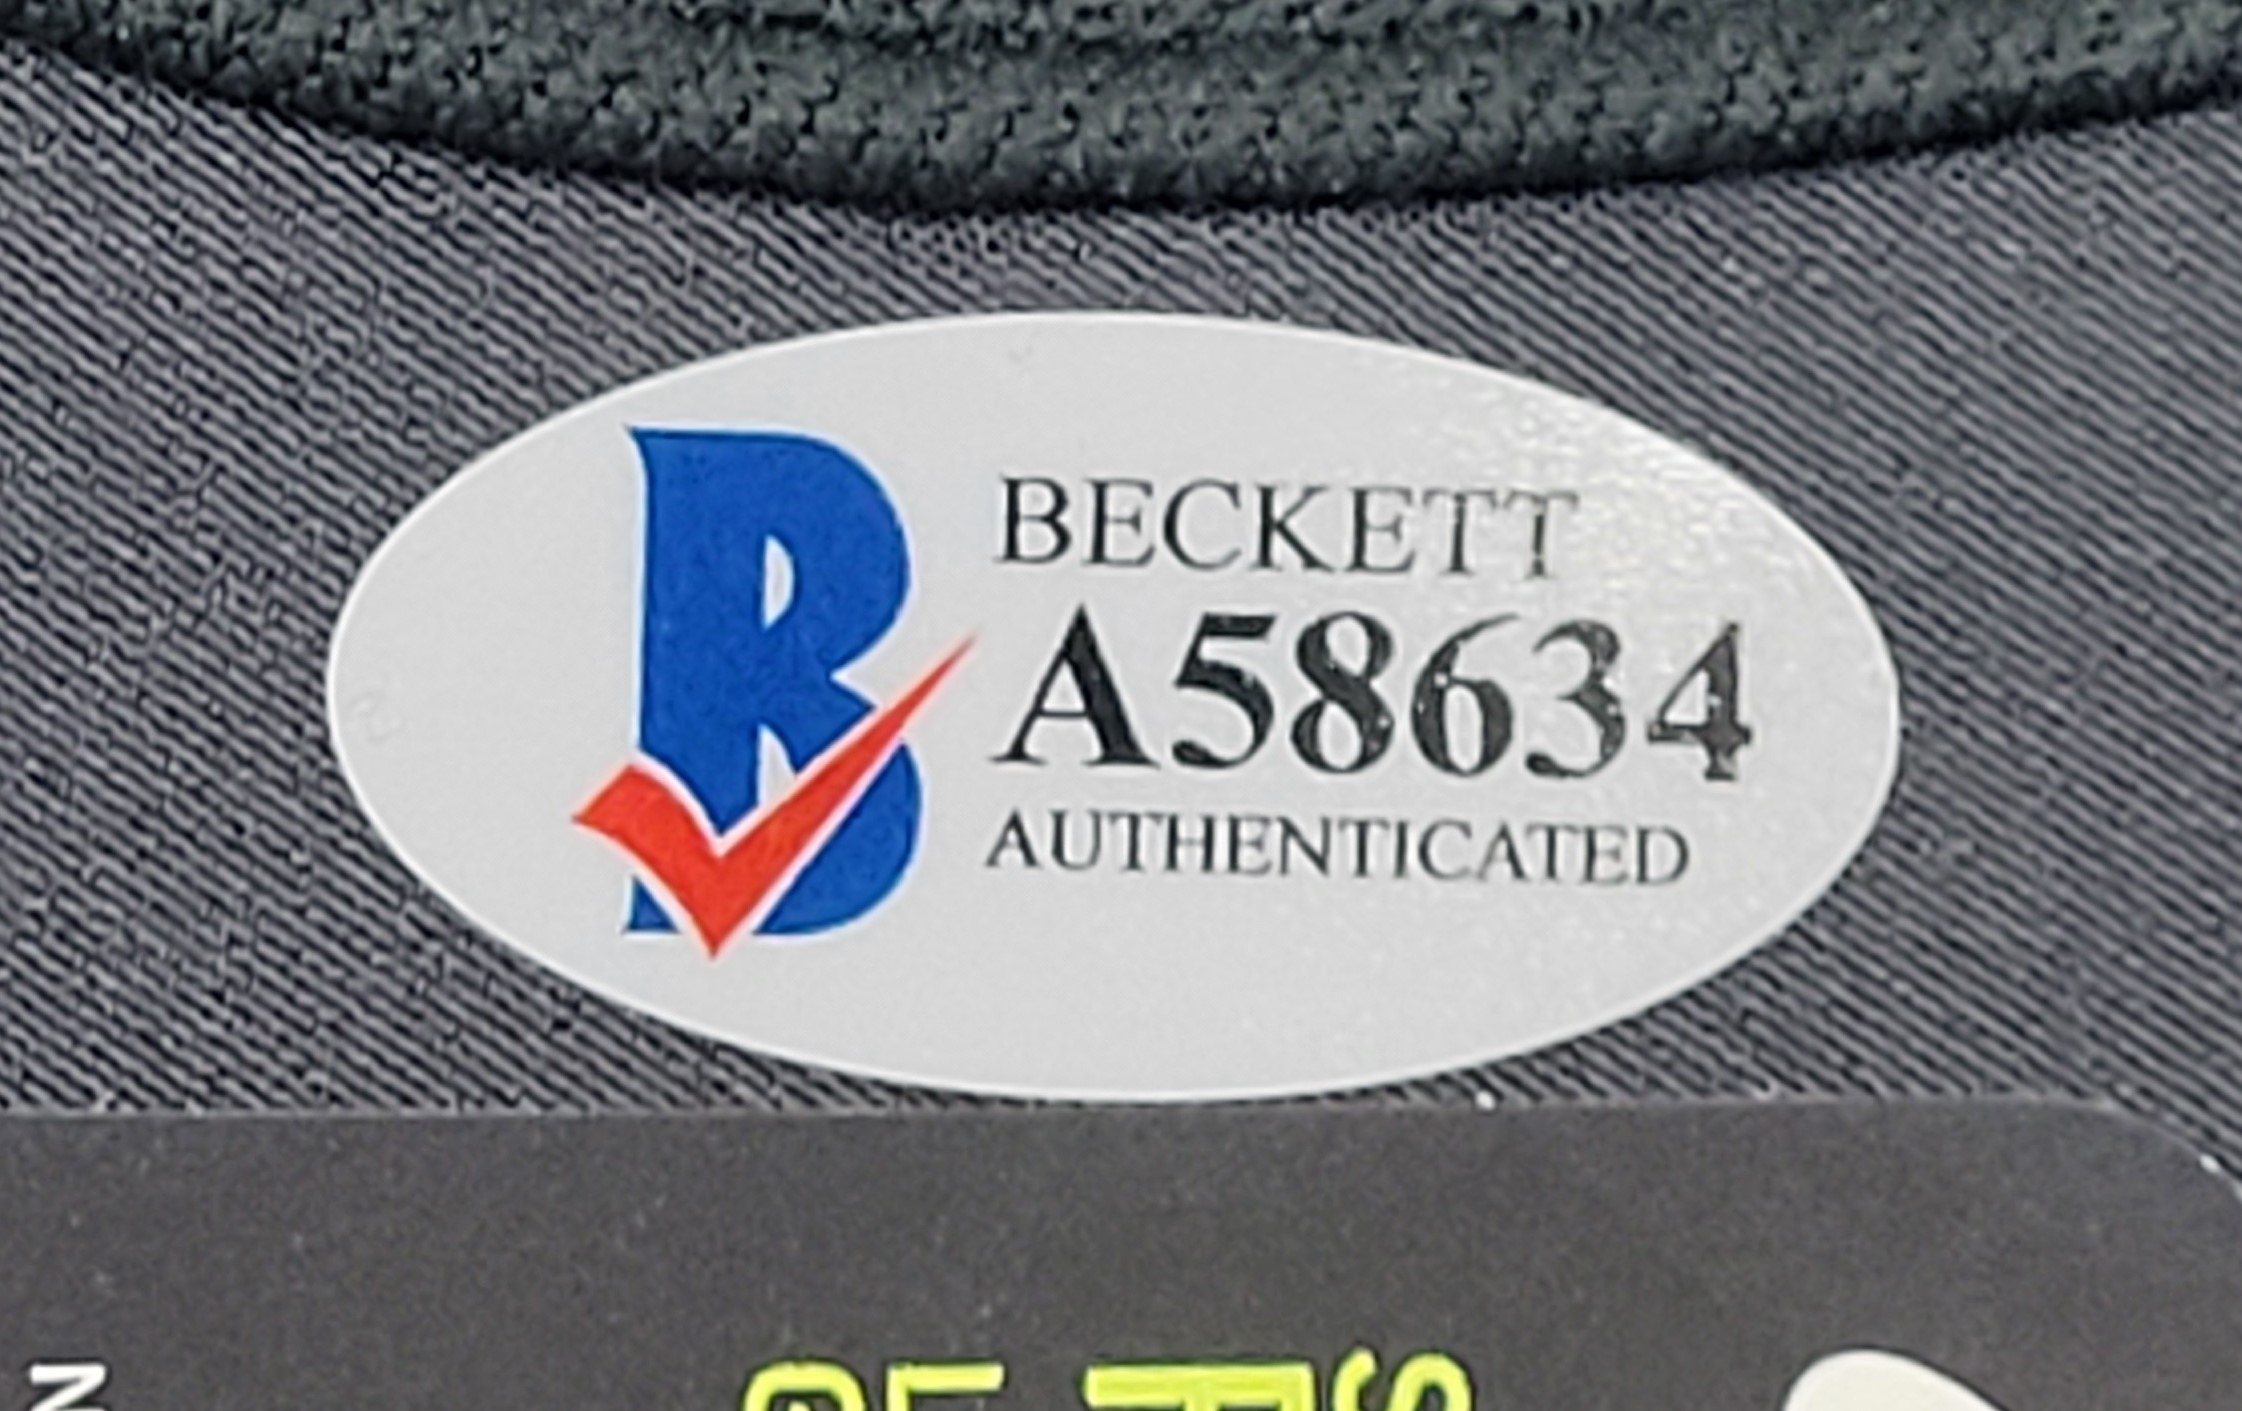 B
BECKETT
A58634
AUTHENTICATED
N